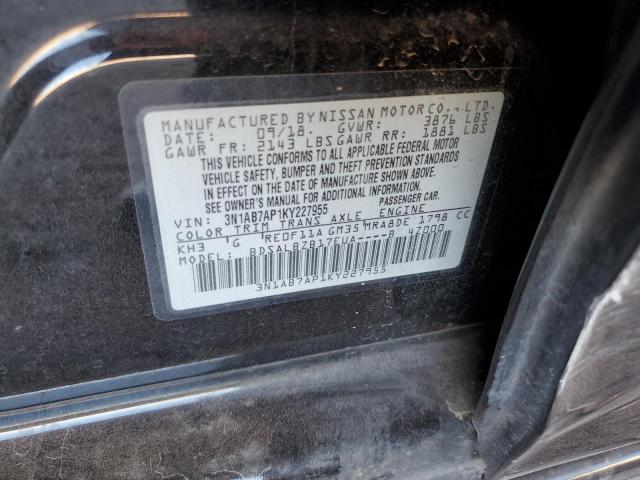 MANUFACTURED BY NISSAN MOTOR CO., LTD.
DATE: 09/18. GVWR: 3876 LBS
GAWR FR: 2143 LBS GAWR RR: 1881 LBS
THIS VEHICLE CONFORMS TO ALL APPLICABLE FEDERAL MOTOR
VEHICLE SAFETY, BUMPER AND THEFT PREVENTION STANDARDS
IN EFFECT ON THE DATE OF MANUFACTURE SHOWN ABOVE.
SEE OWNER'S MANUAL FOR LUBRICANTS
VIN: 3N1AB7AP1KY227955 PASSENGER CAR.
COLOR TRIM TRANS AXLE ENGINE
KH3 G RE0F11A GM35 MRA8DE 1798 CC
MODEL: BDSALBZB17EUA----B 47000
3N1AB7AP1KY227955